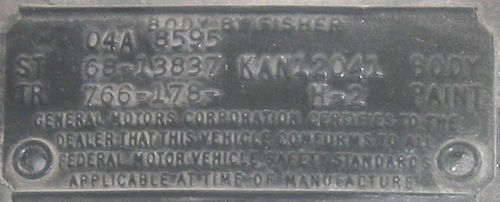 BODY BY FISHER
04A 8595
ST 68-13837 KAN12041 BODY
TR 766-178- H-2 PAINT
GENERAL MOTORS CORPORATION CERTIFIES TO THE
DEALER THAT THIS VEHICLE CONFORMS TO ALL
FEDERAL MOTOR VEHICLE SAFETY STANDARDS
APPLICABLE AT TIME OF MANUFACTURE